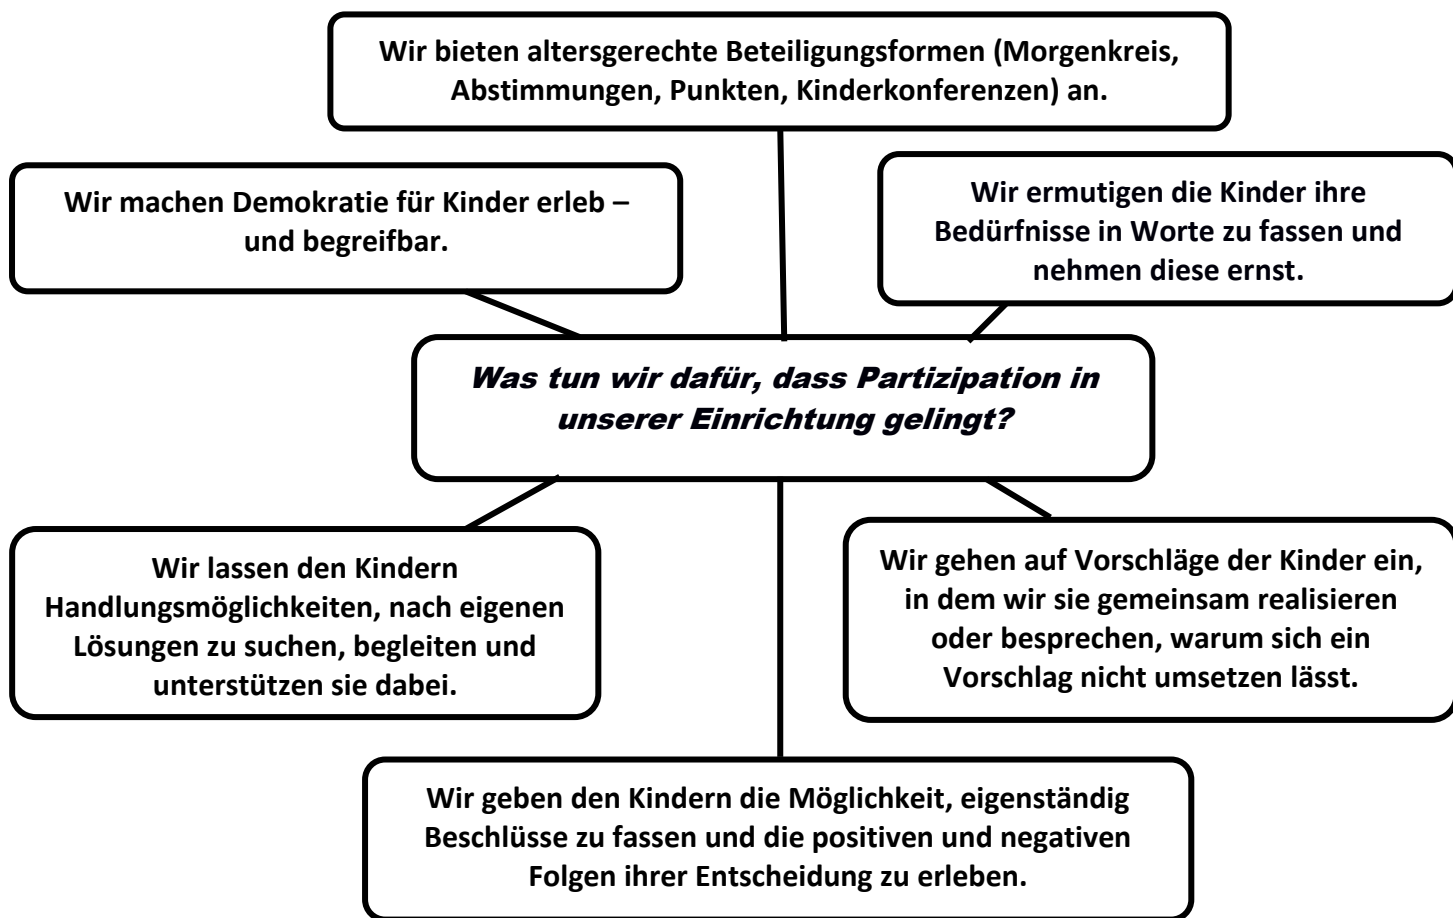 Wir bieten altersgerechte Beteiligungsformen (Morgenkreis,
Abstimmungen, Punkten, Kinderkonferenzen) an.
Wir machen Demokratie für Kinder erleb –
und begreifbar.
Wir ermutigen die Kinder ihre
Bedürfnisse in Worte zu fassen und
nehmen diese ernst.
Was tun wir dafür, dass Partizipation in
unserer Einrichtung gelingt?
Wir lassen den Kindern
Handlungsmöglichkeiten, nach eigenen
Lösungen zu suchen, begleiten und
unterstützen sie dabei.
Wir gehen auf Vorschläge der Kinder ein,
in dem wir sie gemeinsam realisieren
oder besprechen, warum sich ein
Vorschlag nicht umsetzen lässt.
Wir geben den Kindern die Möglichkeit, eigenständig
Beschlüsse zu fassen und die positiven und negativen
Folgen ihrer Entscheidung zu erleben.